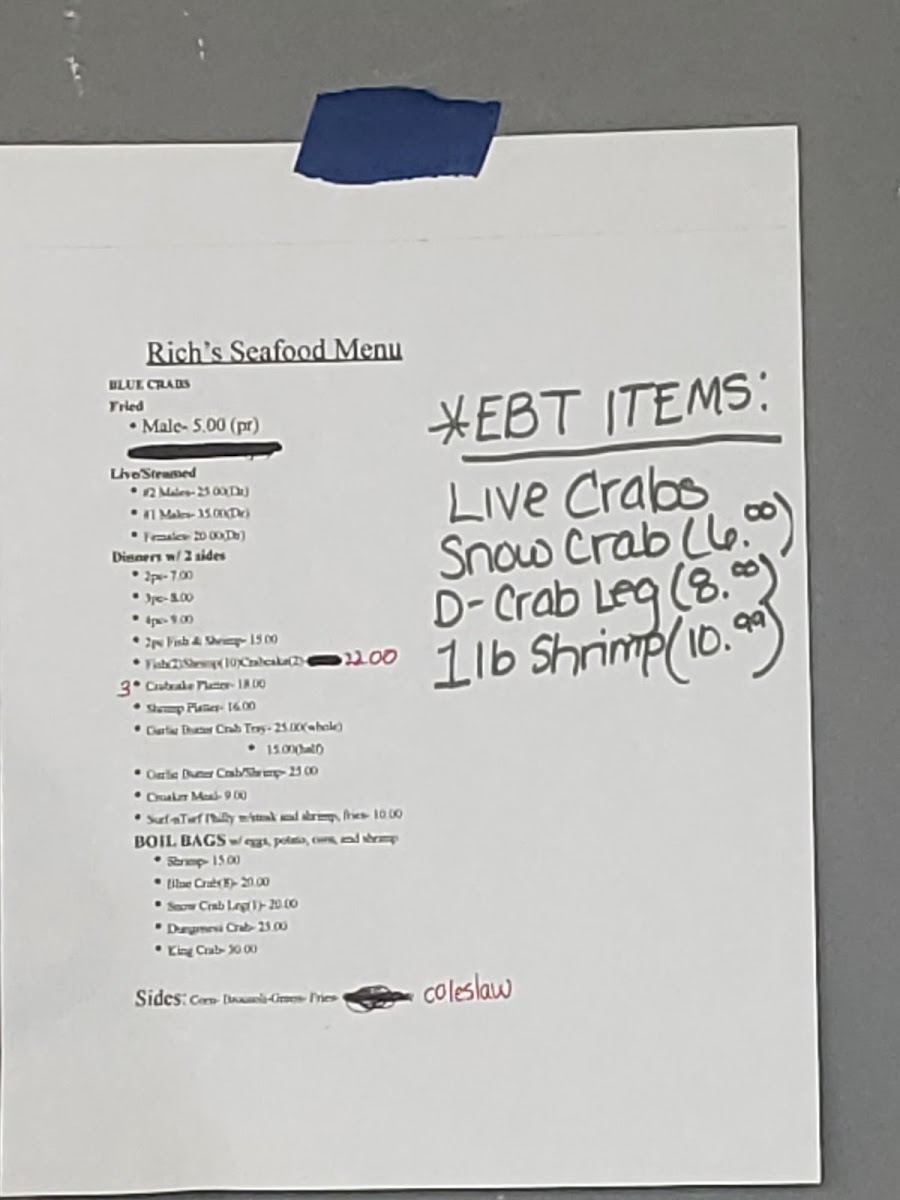 Rich's Seafood Menu
BLUE CRABS
Fried
• Male- 5.00 (pr)
Live/Steamed
• #2 Males- 25.00(Dz)
• #1 Males- 35.00(Dz)
• Females- 20.00(Dz)
Dinners w/ 2 sides
• 2pc- 7.00
• 3pc- 8.00
• 4pc- 9.00
• 2pc Fish & Shrimp- 15.00
• Fish(2)Shrimp(10)Crabcake(2)- 22.00
3 • Crabcake Platter- 18.00
• Shrimp Platter- 16.00
• Garlic Butter Crab Tray- 25.00(whole)
• 15.00(half)
• Garlic Butter Crab/Shrimp- 25.00
• Croaker Meal- 9.00
• Surf-n-Turf Philly w/steak and shrimp, fries- 10.00
BOIL BAGS w/ eggs, potato, corn, and shrimp
• Shrimp- 15.00
• Blue Crab(8)- 20.00
• Snow Crab Leg(1)- 20.00
• Dungeness Crab- 25.00
• King Crab- 30.00
Sides: Corn- Broccoli-Greens- Fries- coleslaw
*EBT ITEMS:
Live Crabs
Snow Crab (6.00)
D-Crab Leg (8.00)
1 lb Shrimp (10.99)